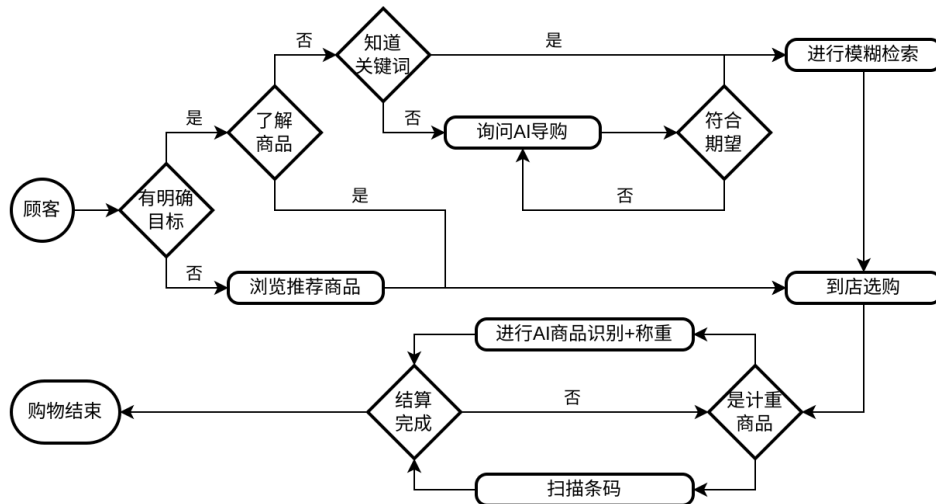 知道
关键词
是
进行模糊检索
否
否
是
了解
商品
询问AI导购
符合
期望
是
否
顾客
有明确
目标
否
浏览推荐商品
到店选购
进行AI商品识别+称重
购物结束
结算
完成
否
是计重
商品
扫描条码